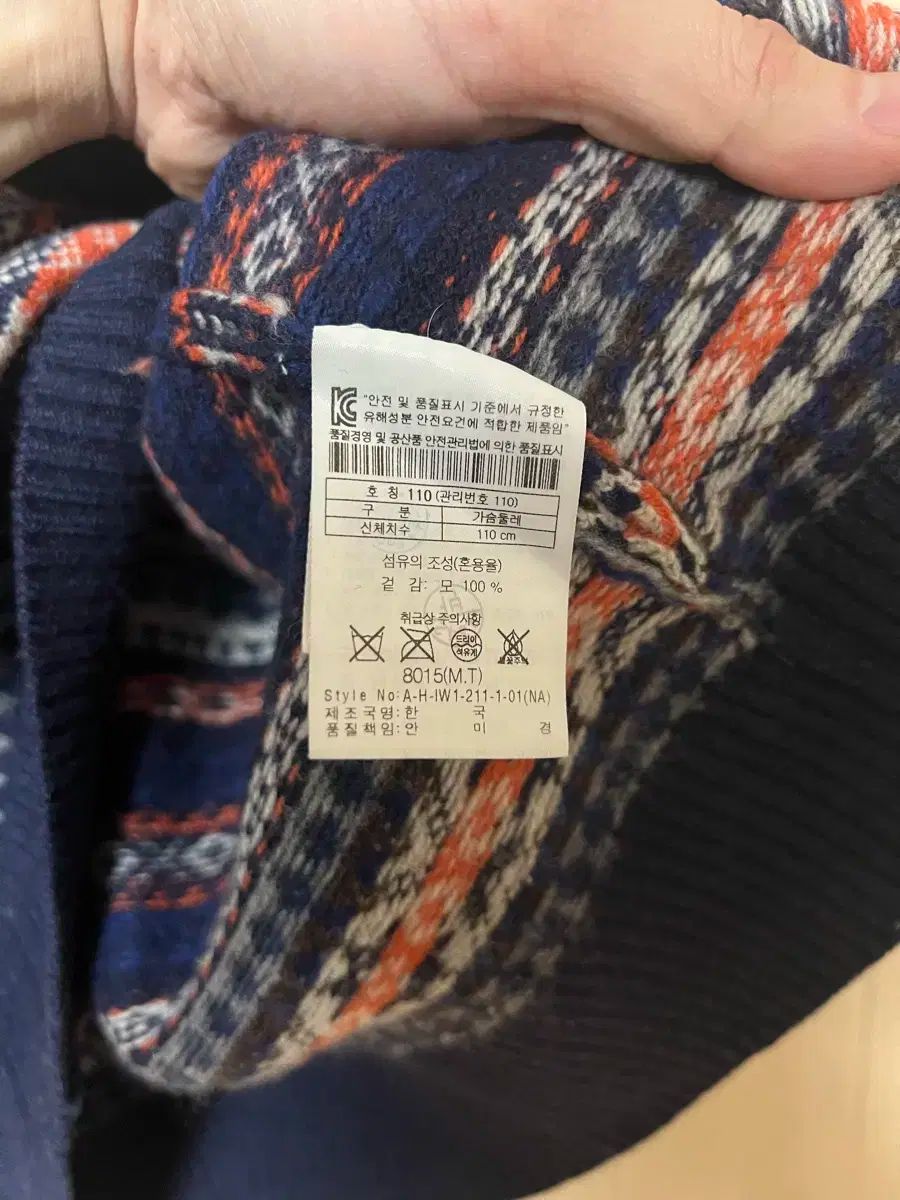 KC "안전 및 품질표시 기준에서 규정한
유해성분 안전요건에 적합한 제품임"
품질경영 및 공산품 안전관리법에 의한 품질표시
호 칭 110 (관리번호 110)
구 분 가슴둘레
신체치수 110 cm
섬유의 조성(혼용율)
겉 감: 모 100 %
취급상 주의사항
드라이
석유계
8015(M.T)
Style No:A-H-IW1-211-1-01(NA)
제조국명:한 국
품질책임:안 미 경